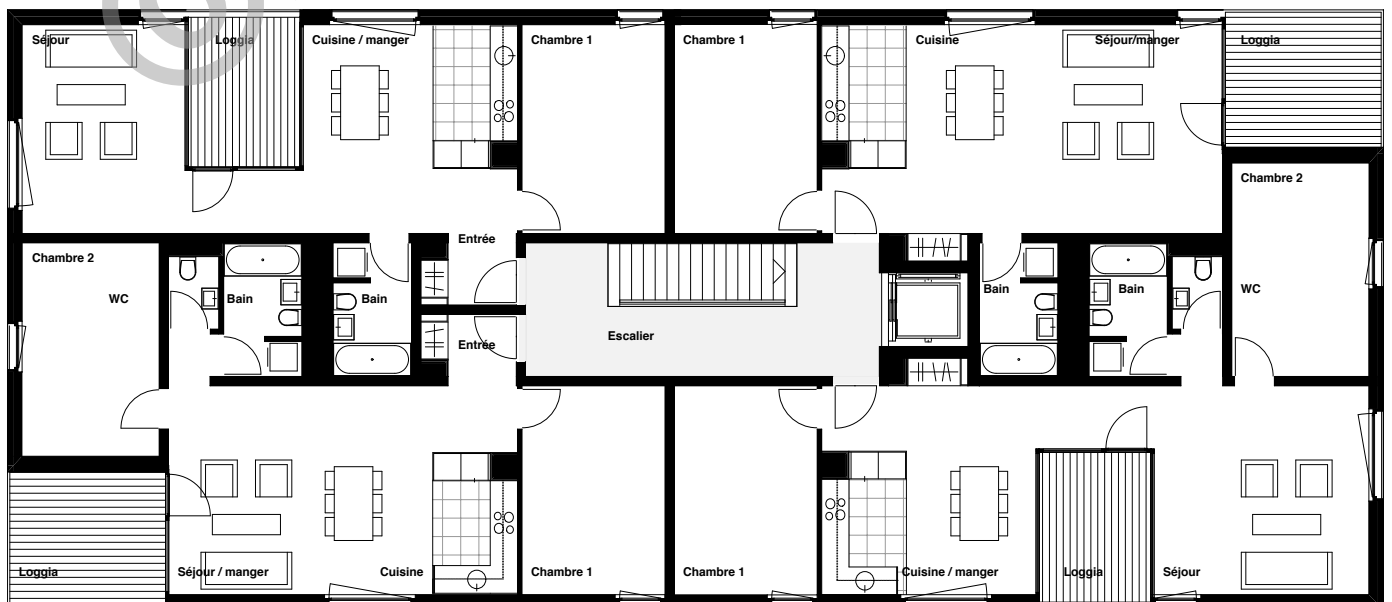 Séjour
Loggia
Cuisine / manger
Chambre 1
Chambre 1
Cuisine
Séjour/manger
Loggia
Chambre 2
Entrée
Chambre 2
WC
Bain
Bain
Bain
Bain
WC
Escalier
Entrée
Loggia
Séjour / manger
Cuisine
Chambre 1
Chambre 1
Cuisine / manger
Loggia
Séjour